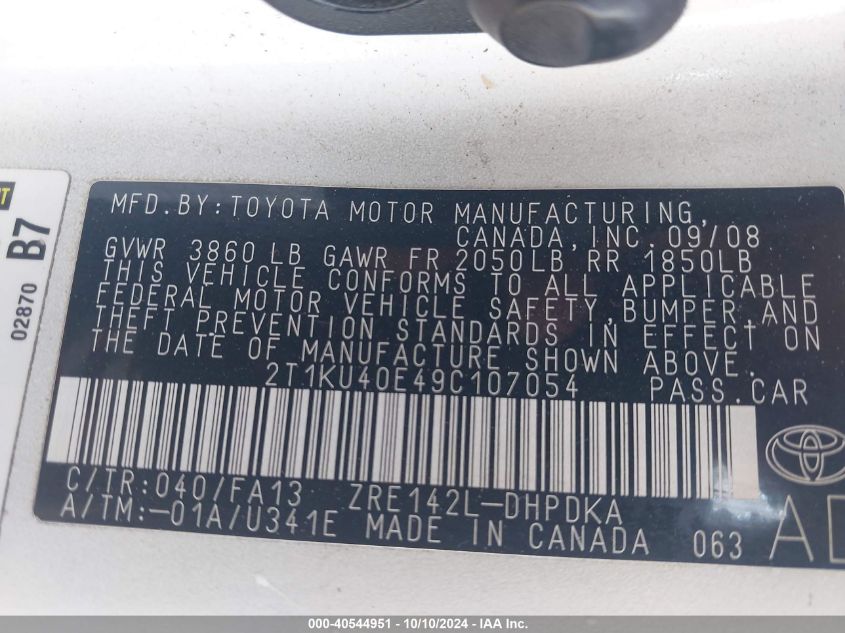 MFD.BY:TOYOTA MOTOR MANUFACTURING,
CANADA,INC.09/08
GVWR 3860 LB GAWR FR 2050LB RR 1850LB
THIS VEHICLE CONFORMS TO ALL APPLICABLE
FEDERAL MOTOR VEHICLE SAFETY,BUMPER,AND
THEFT PREVENTION STANDARDS IN EFFECT ON
THE DATE OF MANUFACTURE SHOWN ABOVE.
2T1KU40E49C107054 PASS.CAR
C/TR:040/FA13 ZRE142L-DHPDKA
A/TM:-01A/U341E MADE IN CANADA 063
02870 B7
000-40544951 - 10/10/2024 - IAA Inc.